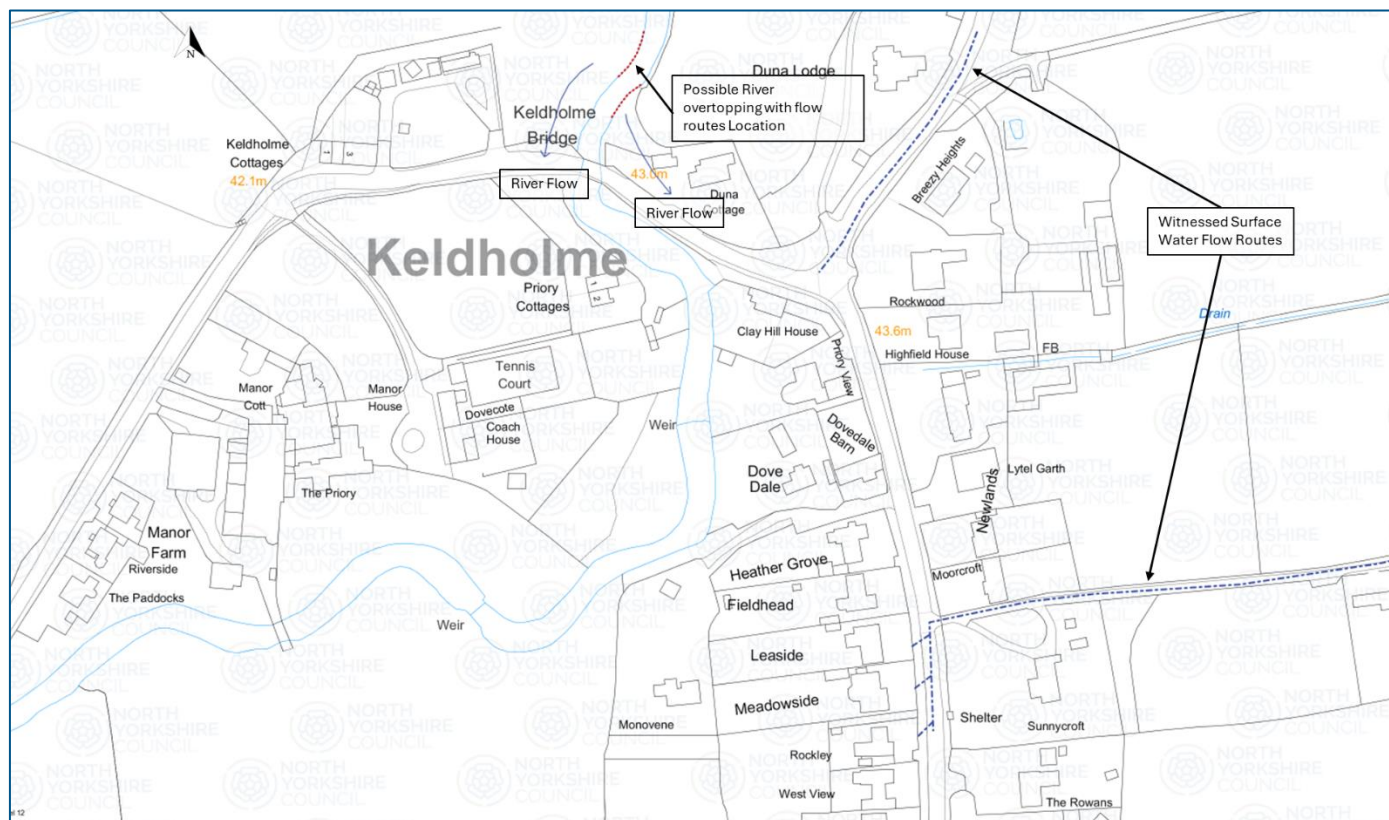 N
Duna Lodge
Possible River
overtopping with flow
routes Location
Keldholme
Bridge
Keldholme
Cottages
1
3
42.1m
River Flow
43.0m
Duna
Cottage
River Flow
Breezy Heights
Witnessed Surface
Water Flow Routes
Keldholme
Priory
Cottages
1
2
Rockwood
Clay Hill House
43.6m
Highfield House
FB
Drain
Priory View
Tennis
Court
Manor
Cott
Manor
House
Dovecote
Coach
House
Weir
Dovedale
Barn
Dove
Dale
Lytel Garth
Newlands
The Priory
Manor
Farm
Riverside
The Paddocks
Weir
Heather Grove
Moorcroft
Fieldhead
Leaside
Meadowside
Monovene
Shelter
Sunnycroft
Rockley
West View
The Rowans
NORTH
YORKSHIRE
COUNCIL